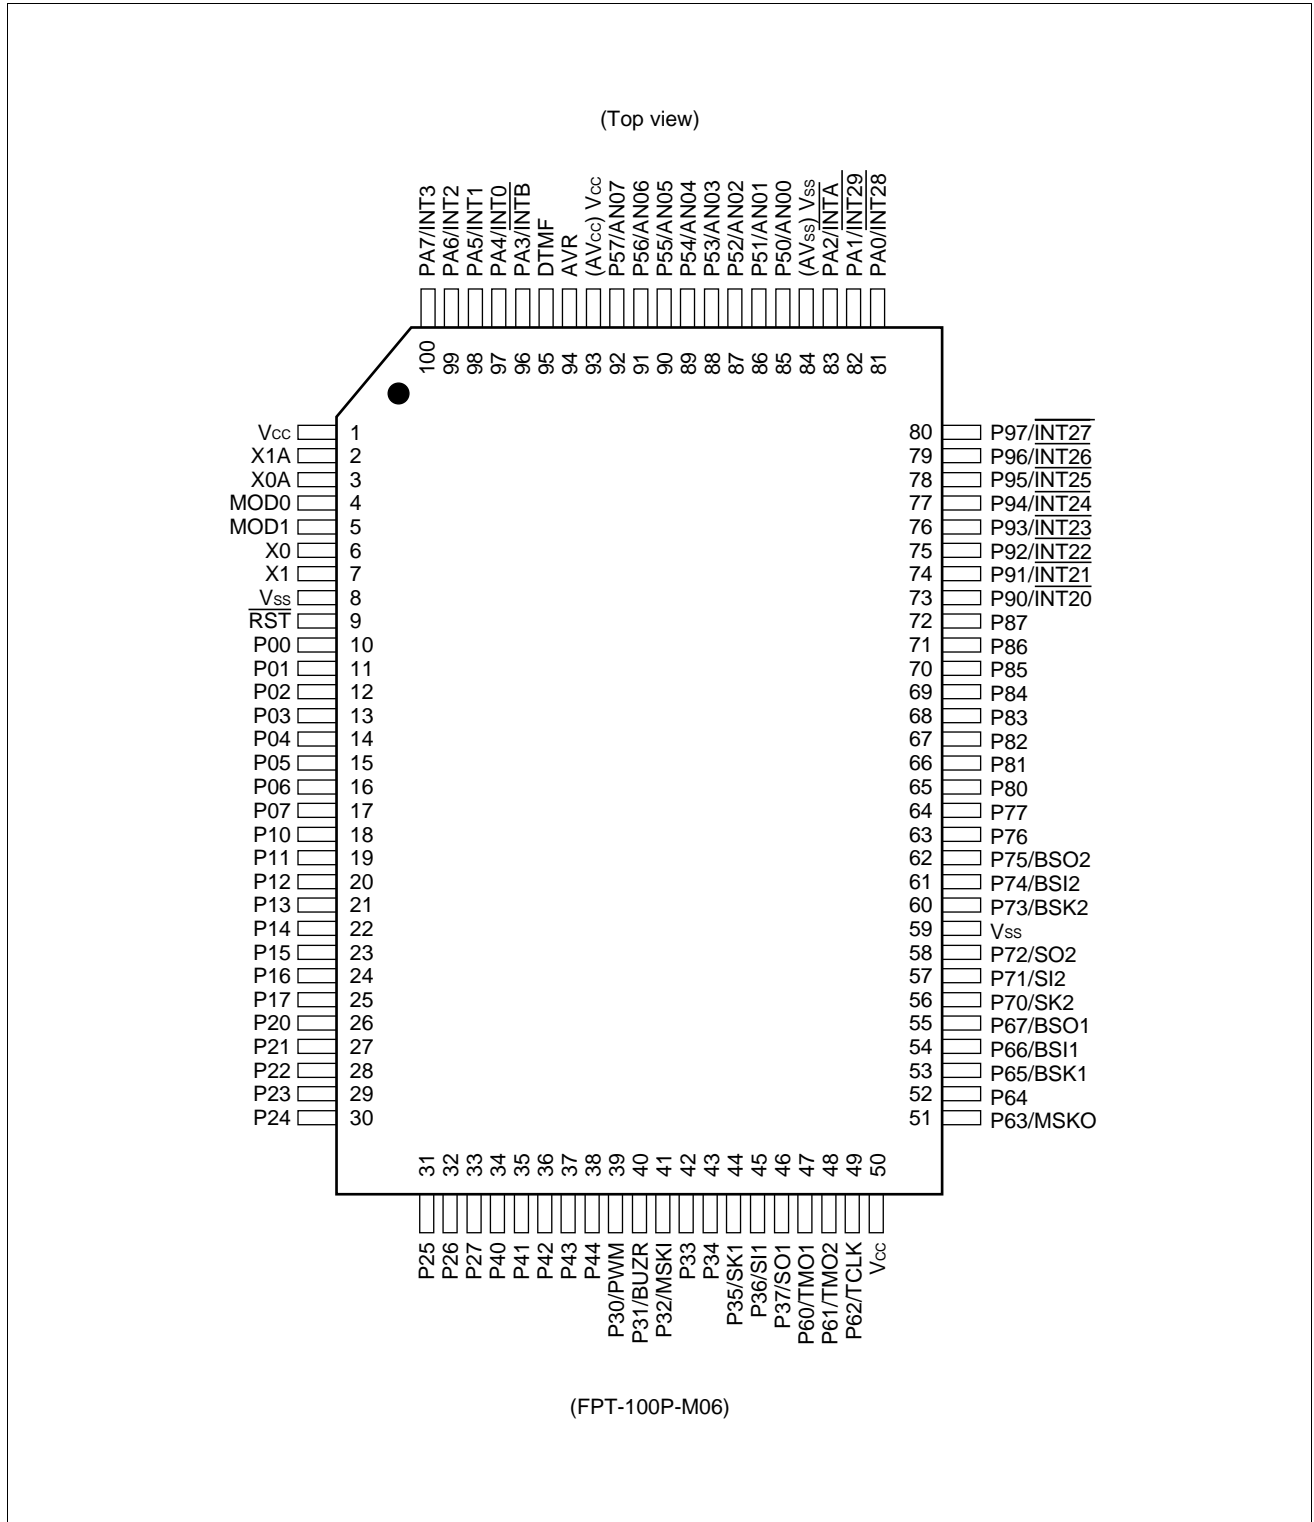 (Top view)
PA7/INT3
PA6/INT2
PA5/INT1
PA4/INT0
PA3/INTB
DTMF
AVR
(AVcc) Vcc
P57/AN07
P56/AN06
P55/AN05
P54/AN04
P53/AN03
P52/AN02
P51/AN01
P50/AN00
(AVss) Vss
PA2/INTA
PA1/INT29
PA0/INT28
100
99
98
97
96
95
94
93
92
91
90
89
88
87
86
85
84
83
82
81
Vcc 1
X1A 2
X0A 3
MOD0 4
MOD1 5
X0 6
X1 7
Vss 8
RST 9
P00 10
P01 11
P02 12
P03 13
P04 14
P05 15
P06 16
P07 17
P10 18
P11 19
P12 20
P13 21
P14 22
P15 23
P16 24
P17 25
P20 26
P21 27
P22 28
P23 29
P24 30
80 P97/INT27
79 P96/INT26
78 P95/INT25
77 P94/INT24
76 P93/INT23
75 P92/INT22
74 P91/INT21
73 P90/INT20
72 P87
71 P86
70 P85
69 P84
68 P83
67 P82
66 P81
65 P80
64 P77
63 P76
62 P75/BSO2
61 P74/BSI2
60 P73/BSK2
59 Vss
58 P72/SO2
57 P71/SI2
56 P70/SK2
55 P67/BSO1
54 P66/BSI1
53 P65/BSK1
52 P64
51 P63/MSKO
31
32
33
34
35
36
37
38
39
40
41
42
43
44
45
46
47
48
49
50
P25
P26
P27
P40
P41
P42
P43
P44
P30/PWM
P31/BUZR
P32/MSKI
P33
P34
P35/SK1
P36/SI1
P37/SO1
P60/TMO1
P61/TMO2
P62/TCLK
Vcc
(FPT-100P-M06)